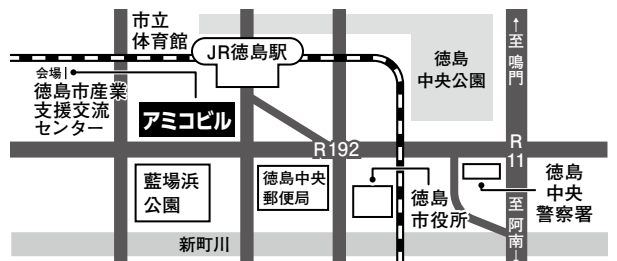 市立
体育館
JR徳島駅
徳島
中央公園
↑至 鳴門
会場
徳島市産業
支援交流
センター
アミコビル
R192
R
11
藍場浜
公園
徳島中央
郵便局
徳島
市役所
徳島
中央
警察署
至 阿南↓
新町川